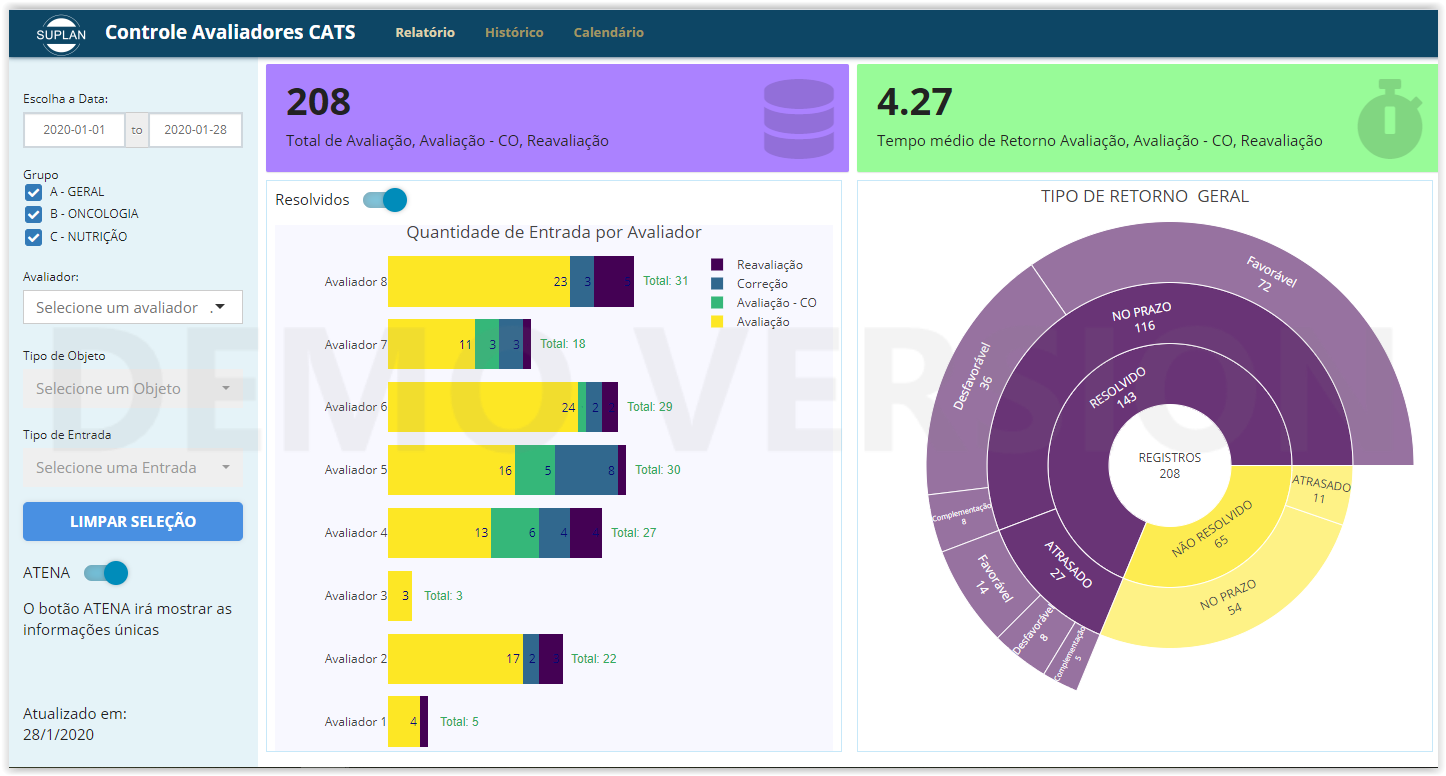 SUPLAN
Controle Avaliadores CATS
Relatório
Histórico
Calendário
Escolha a Data:
2020-01-01 to 2020-01-28
Grupo
A - GERAL
B - ONCOLOGIA
C - NUTRIÇÃO
Avaliador:
Selecione um avaliador .
Tipo de Objeto
Selecione um Objeto
Tipo de Entrada
Selecione uma Entrada
LIMPAR SELEÇÃO
ATENA
O botão ATENA irá mostrar as
informações únicas
Atualizado em:
28/1/2020
208
Total de Avaliação, Avaliação - CO, Reavaliação
4.27
Tempo médio de Retorno Avaliação, Avaliação - CO, Reavaliação
Resolvidos
Quantidade de Entrada por Avaliador
Avaliador 8 23 3 5 Total: 31
Avaliador 7 11 3 3 Total: 18
Avaliador 6 24 2 2 Total: 29
Avaliador 5 16 5 8 Total: 30
Avaliador 4 13 6 4 4 Total: 27
Avaliador 3 3 Total: 3
Avaliador 2 17 2 3 Total: 22
Avaliador 1 4 Total: 5
Reavaliação
Correção
Avaliação - CO
Avaliação
TIPO DE RETORNO GERAL
REGISTROS
208
RESOLVIDO
143
NO PRAZO
116
Favorável
72
Desfavorável
36
Complementação
8
ATRASADO
27
Favorável
14
Desfavorável
8
Complementação
5
NÃO RESOLVIDO
65
NO PRAZO
54
ATRASADO
11
DEMO VERSION